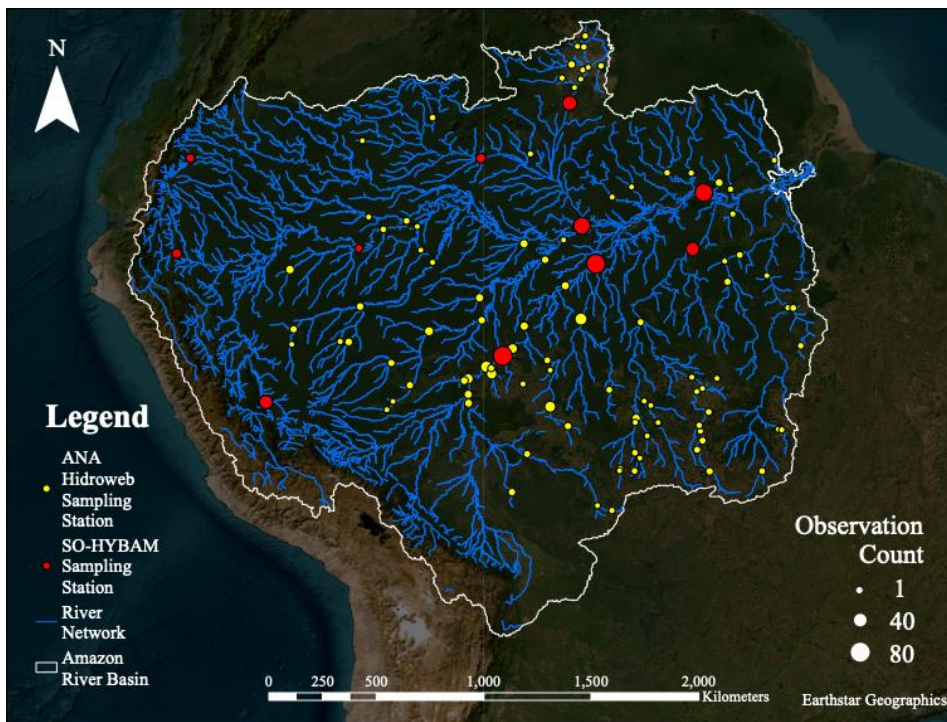 N
Legend
ANA
Hidroweb
Sampling
Station
SO-HYBAM
Sampling
Station
River
Network
Amazon
River Basin
Observation
Count
1
40
80
0 250 500 1,000 1,500 2,000
Kilometers
Earthstar Geographics